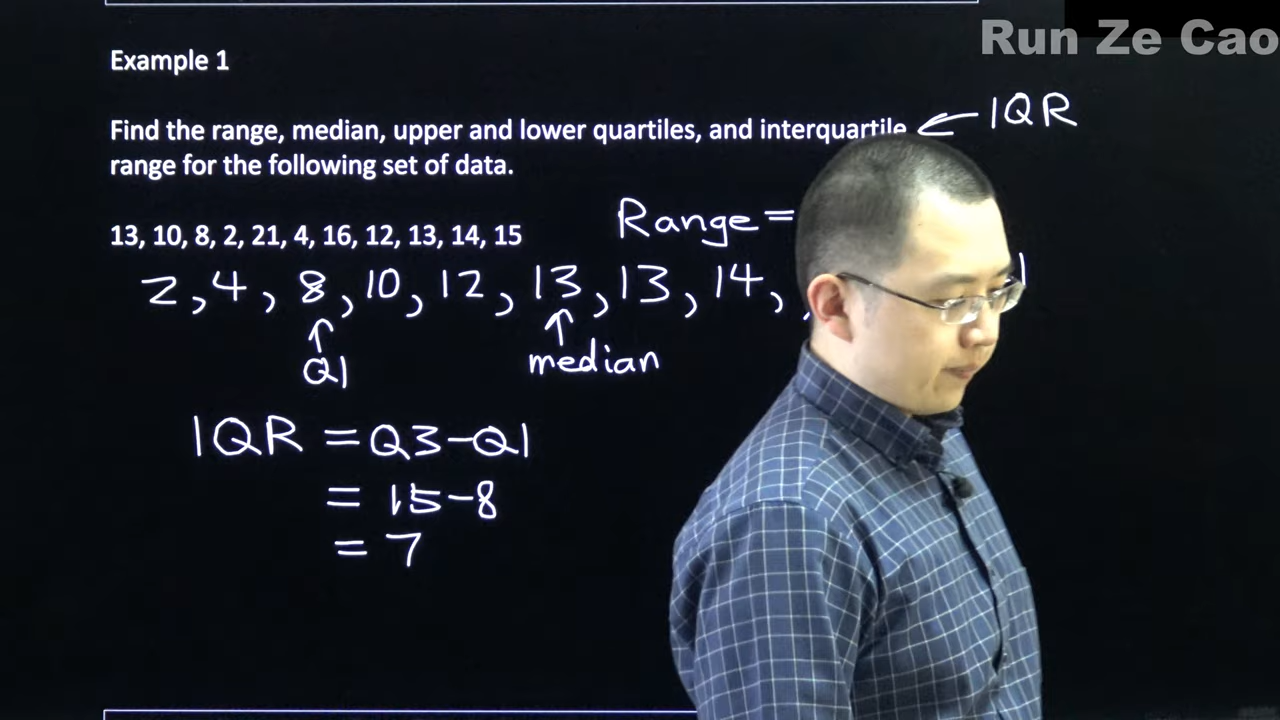 Run Ze Cao
Example 1
Find the range, median, upper and lower quartiles, and interquartile
range for the following set of data.
IQR
13, 10, 8, 2, 21, 4, 16, 12, 13, 14, 15
Range =
2, 4, 8, 10, 12, 13, 13, 14,
Q1
median
IQR = Q3-Q1
= 15-8
= 7